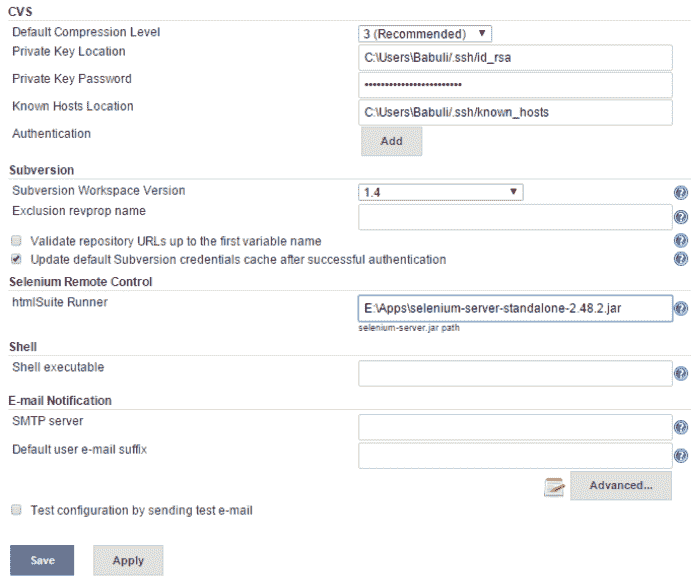 CVS
Default Compression Level
3 (Recommended)
Private Key Location
C:\Users\Babuli/.ssh/id_rsa
Private Key Password
••••••••••••••••••••••••
Known Hosts Location
C:\Users\Babuli/.ssh/known_hosts
Authentication
Add
Subversion
Subversion Workspace Version
1.4
Exclusion revprop name
Validate repository URLs up to the first variable name
Update default Subversion credentials cache after successful authentication
Selenium Remote Control
htmlSuite Runner
E:\Apps\selenium-server-standalone-2.48.2.jar
selenium-server.jar path
Shell
Shell executable
E-mail Notification
SMTP server
Default user e-mail suffix
Advanced...
Test configuration by sending test e-mail
Save
Apply